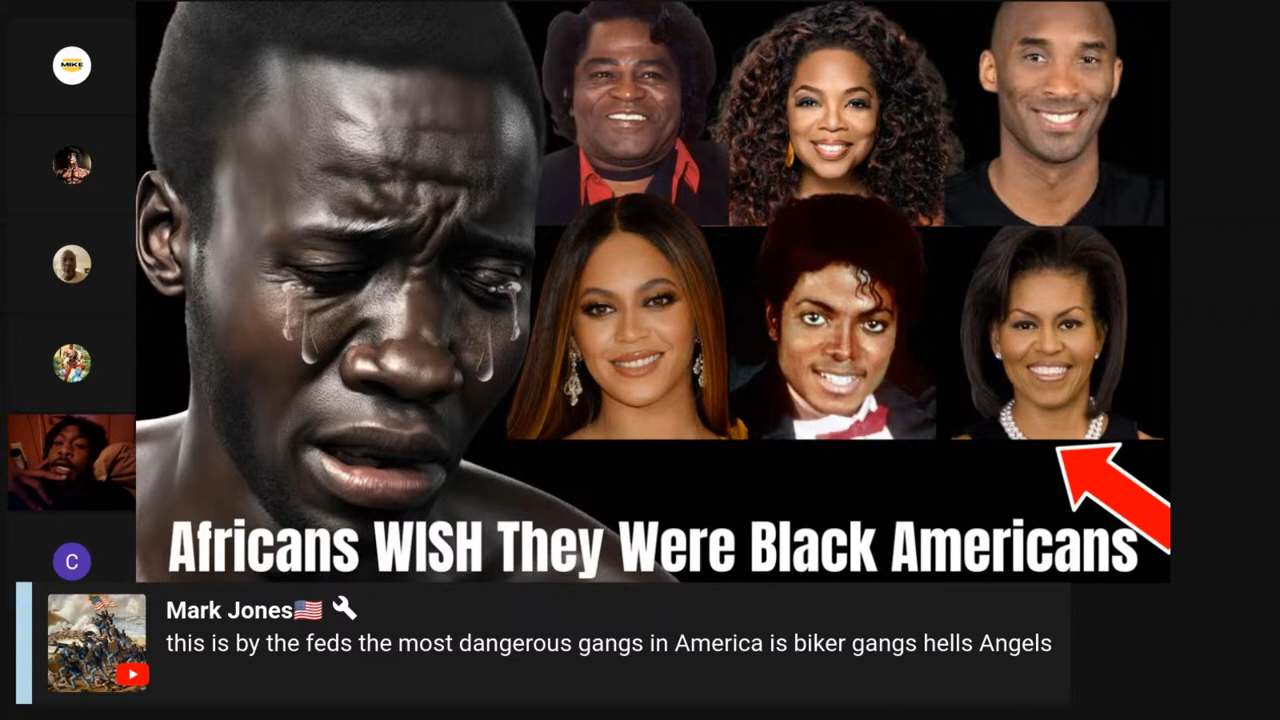 MIKE
Africans WISH They Were Black Americans
C
Mark Jones🇺🇸 🔧
this is by the feds the most dangerous gangs in America is biker gangs hells Angels